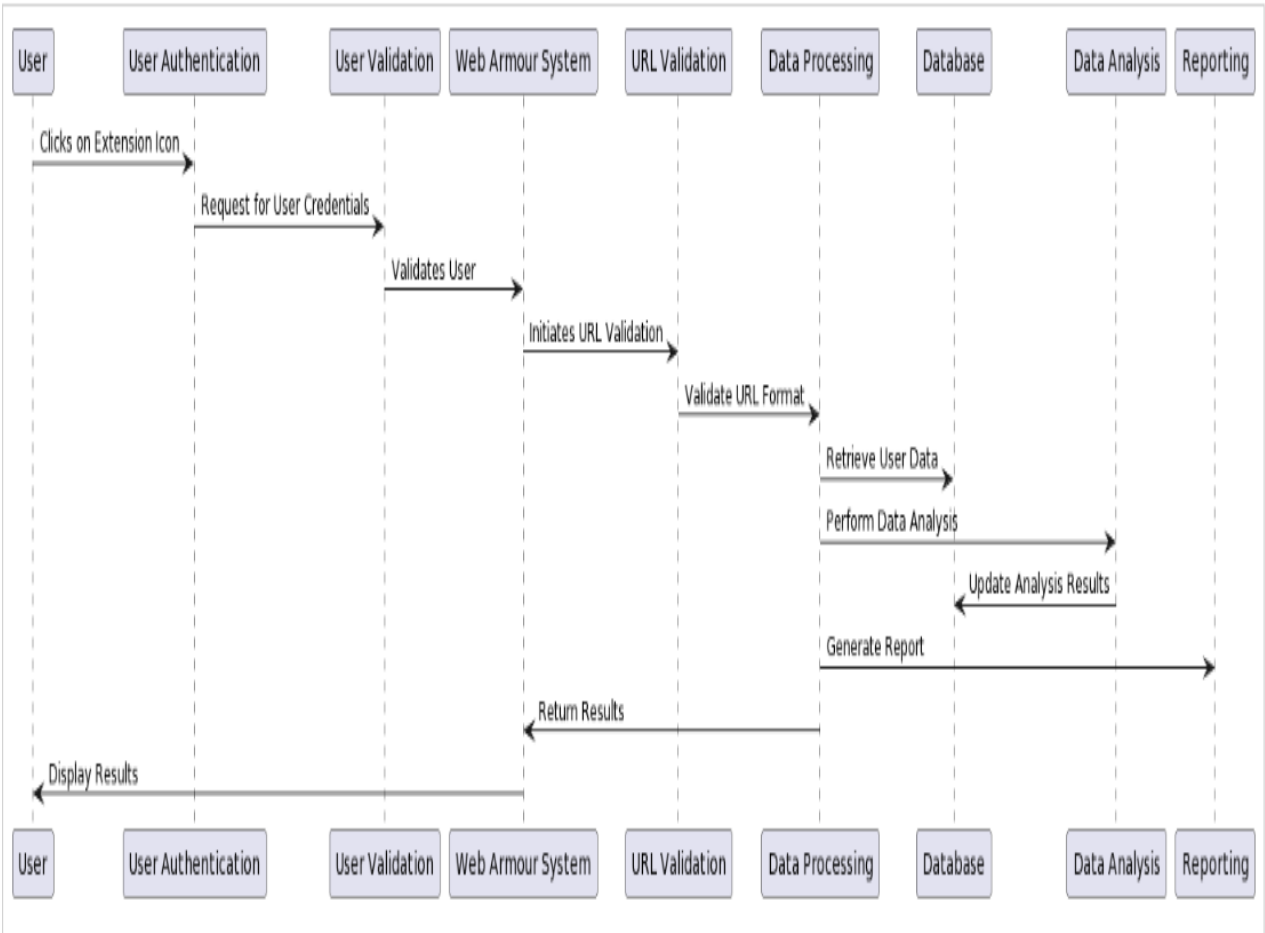 User
User Authentication
User Validation
Web Armour System
URL Validation
Data Processing
Database
Data Analysis
Reporting
Clicks on Extension Icon
Request for User Credentials
Validates User
Initiates URL Validation
Validate URL Format
Retrieve User Data
Perform Data Analysis
Update Analysis Results
Generate Report
Return Results
Display Results
User
User Authentication
User Validation
Web Armour System
URL Validation
Data Processing
Database
Data Analysis
Reporting